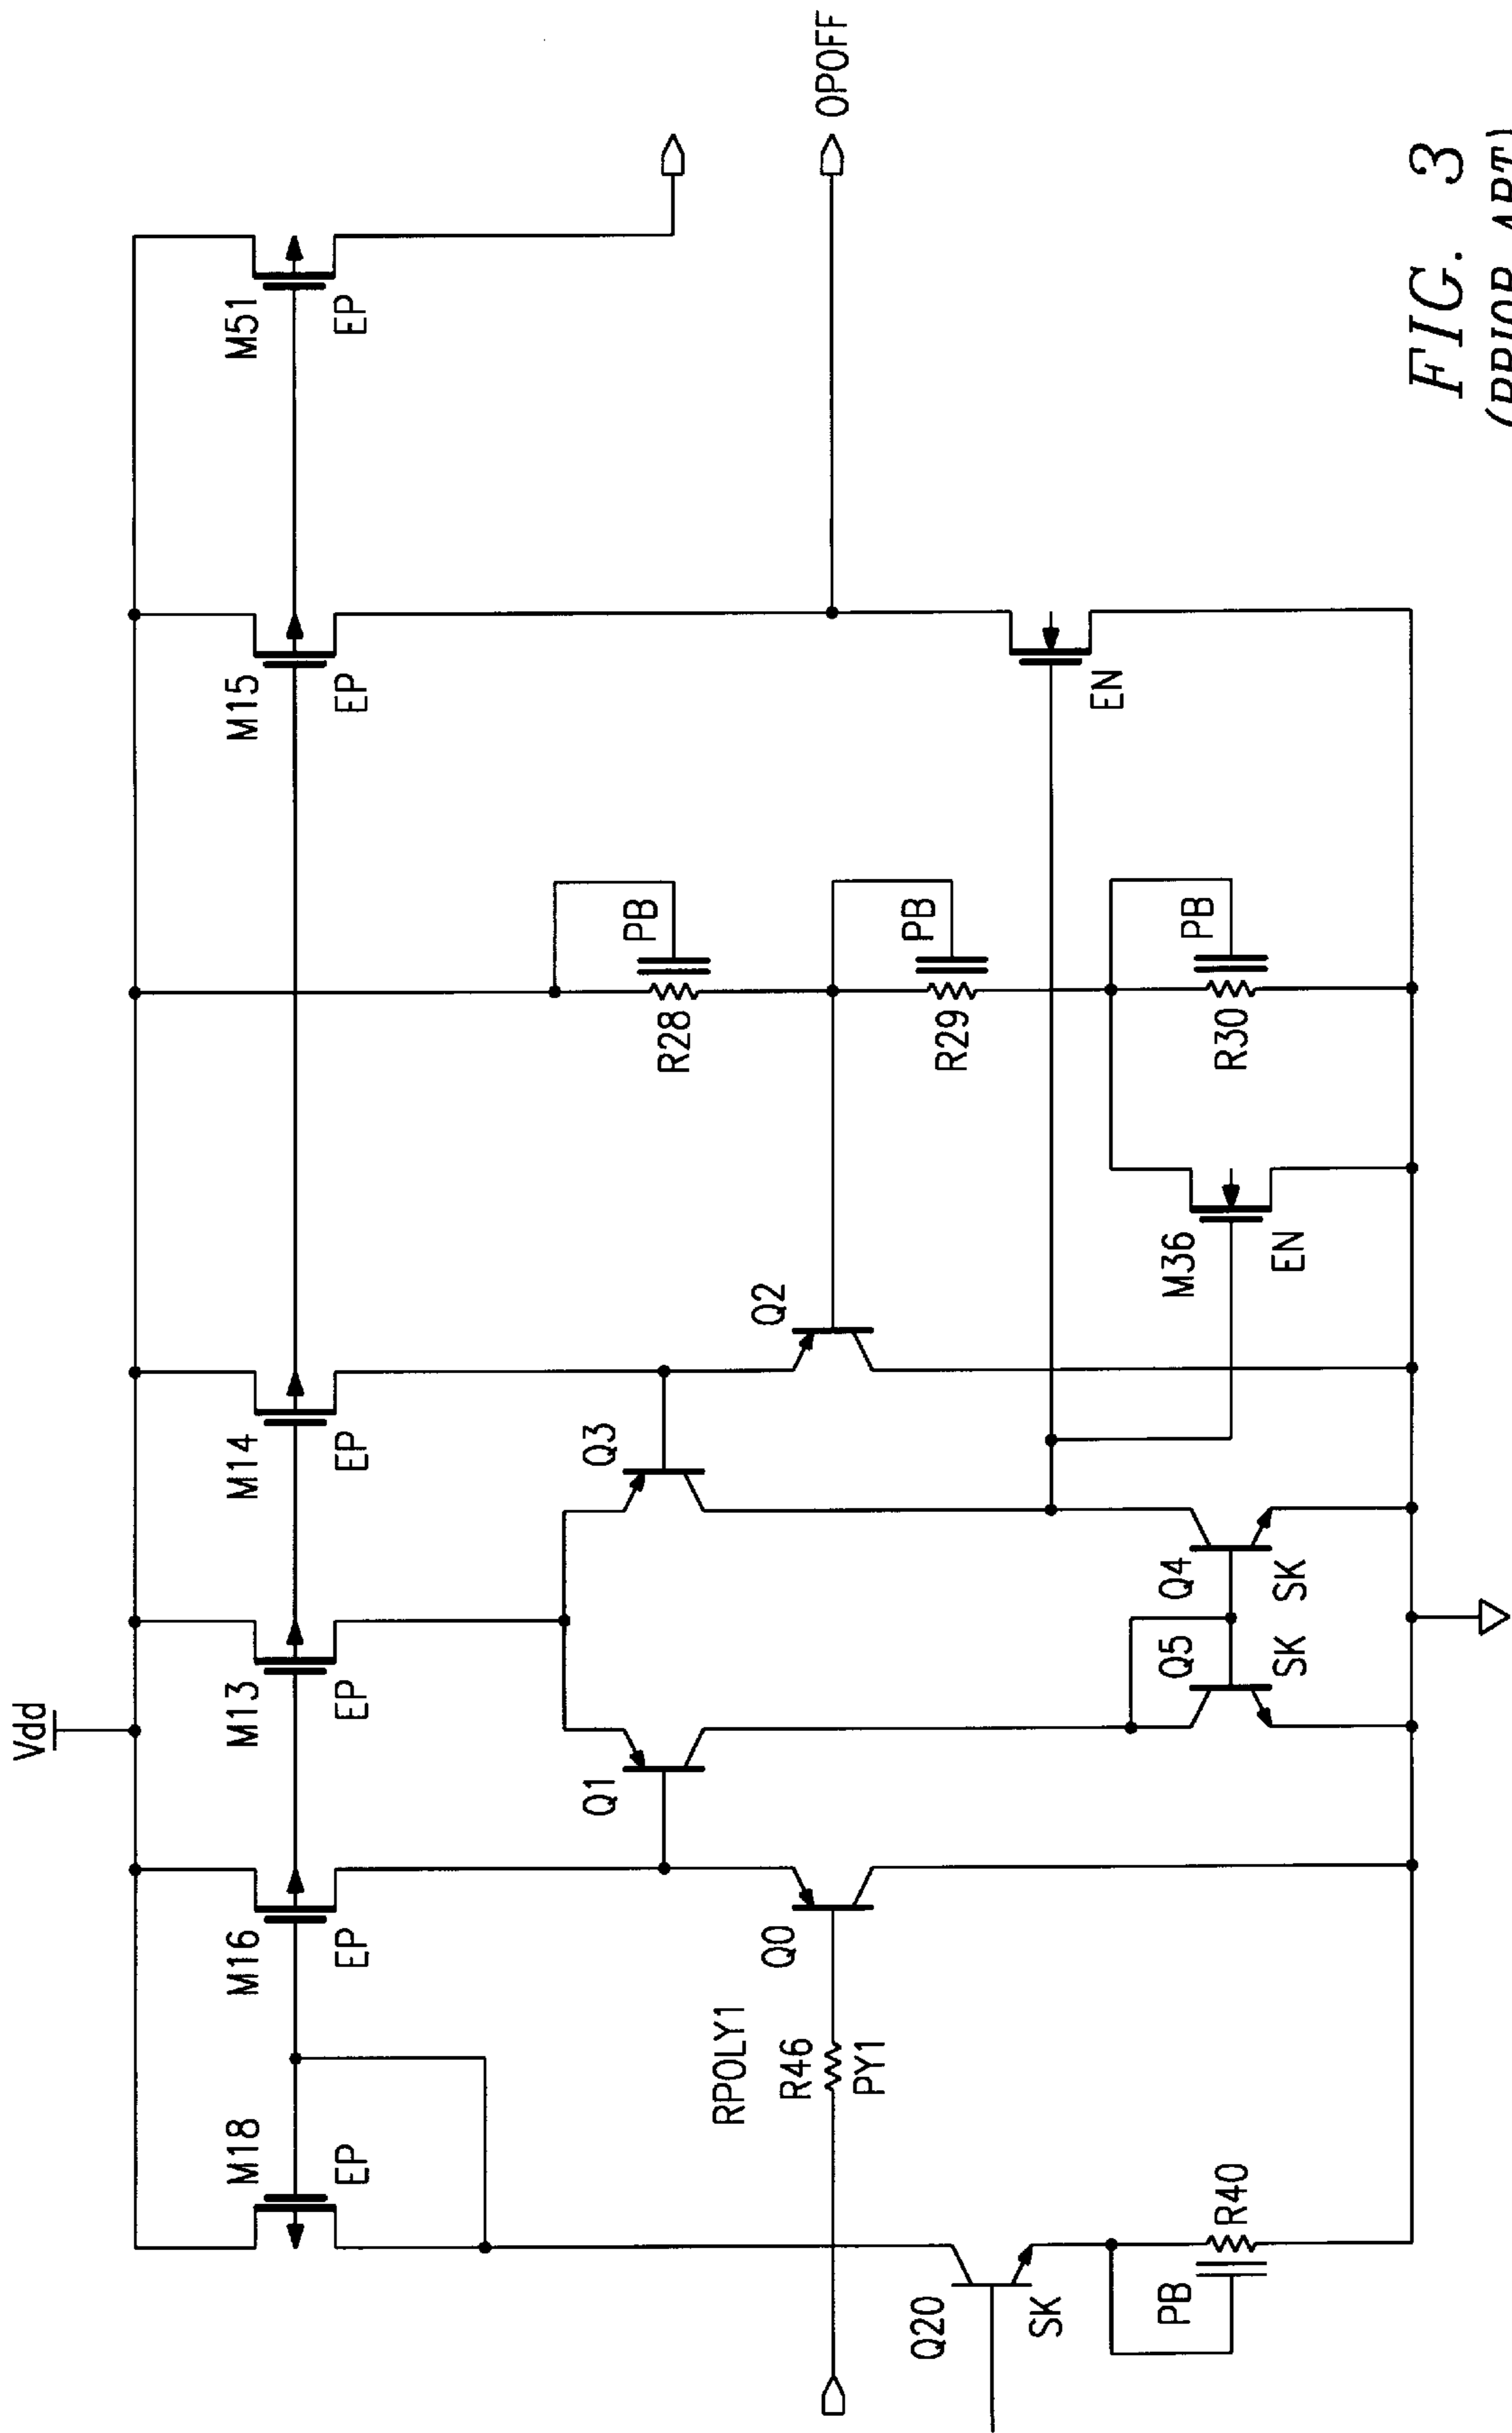 Vdd
M18
EP
M16
EP
M13
EP
M14
EP
M15
EP
M51
EP
Q1
Q3
Q2
RPOLY1
R46
PY1
Q0
R28
PB
R29
PB
OPOFF
Q20
SK
PB
R40
Q5
SK
Q4
SK
M36
EN
R30
PB
EN
FIG. 3
(PRIOR ART)